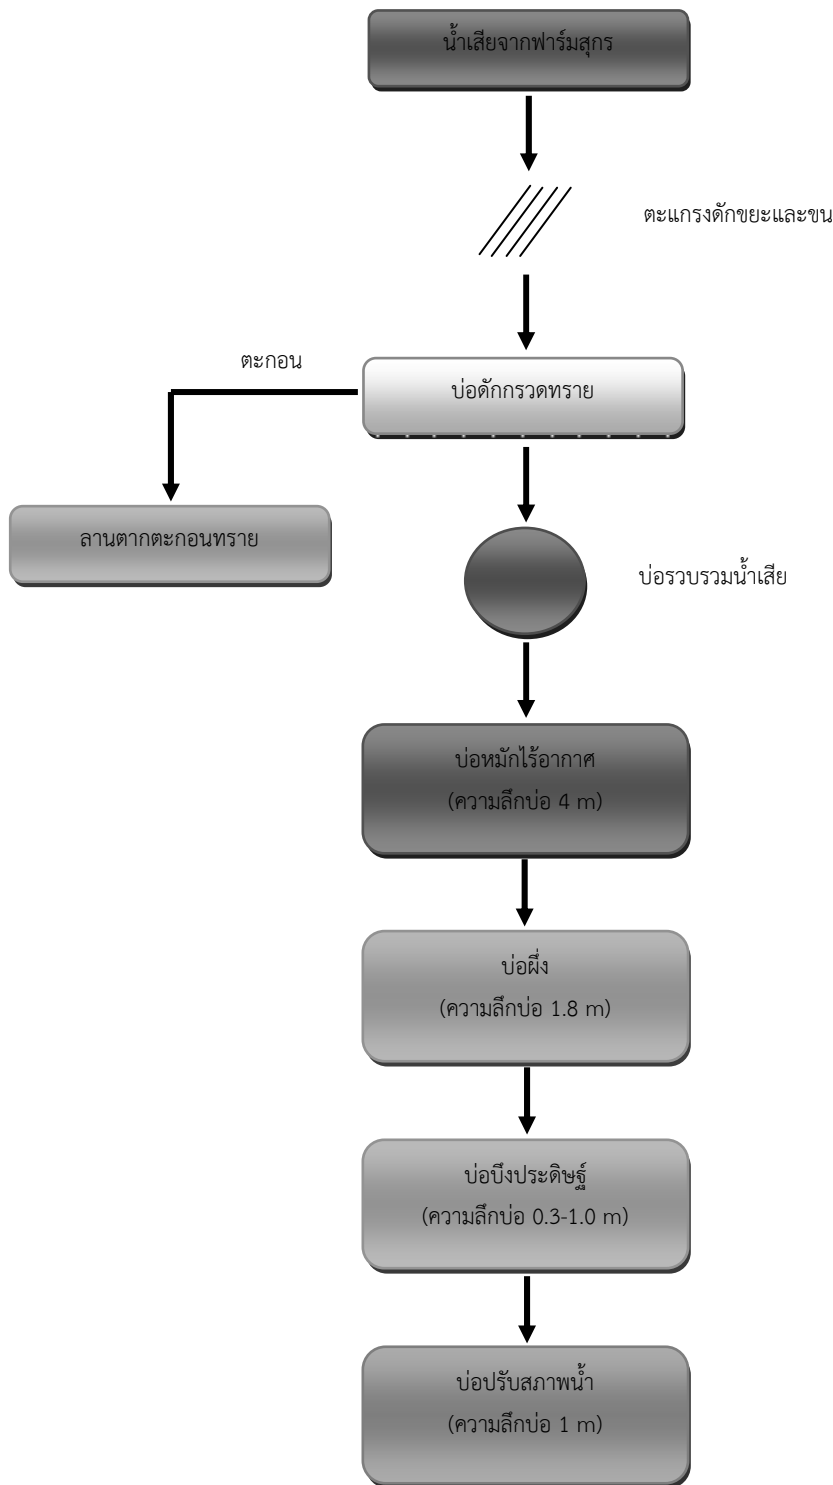 น้ำเสียจากฟาร์มสุกร
ตะแกรงดักขยะและขน
ตะกอน
บ่อดักกรวดทราย
ลานตากตะกอนทราย
บ่อรวบรวมน้ำเสีย
บ่อหมักไร้อากาศ
(ความลึกบ่อ 4 m)
บ่อผึ่ง
(ความลึกบ่อ 1.8 m)
บ่อบึงประดิษฐ์
(ความลึกบ่อ 0.3-1.0 m)
บ่อปรับสภาพน้ำ
(ความลึกบ่อ 1 m)